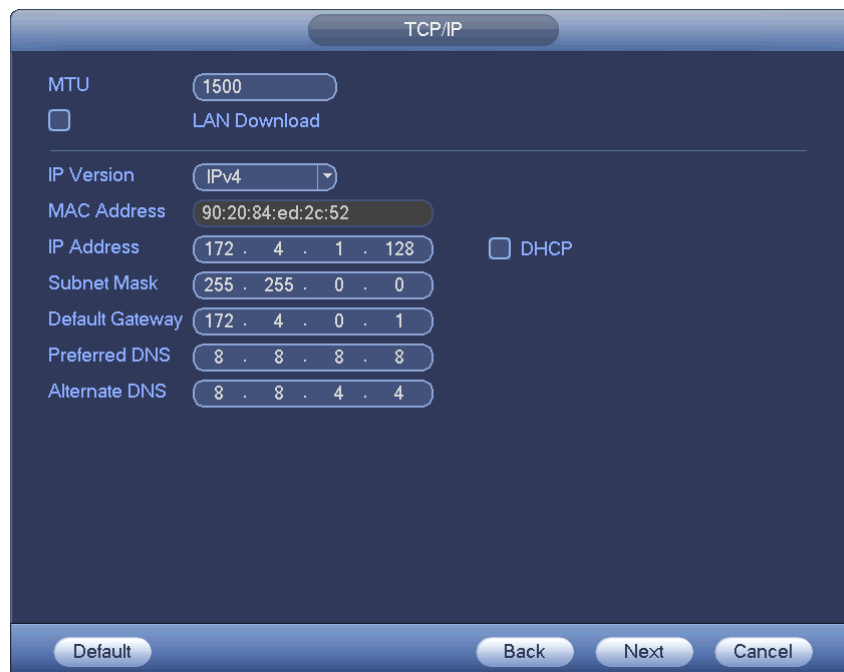 TCP/IP
MTU 1500
LAN Download
IP Version IPv4
MAC Address 90:20:84:ed:2c:52
IP Address 172 . 4 . 1 . 128 DHCP
Subnet Mask 255 . 255 . 0 . 0
Default Gateway 172 . 4 . 0 . 1
Preferred DNS 8 . 8 . 8 . 8
Alternate DNS 8 . 8 . 4 . 4
Default Back Next Cancel